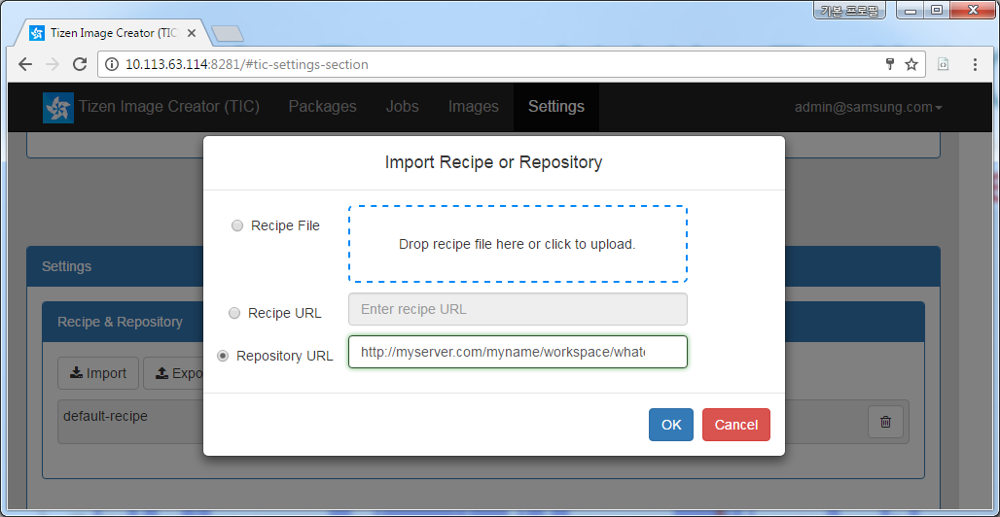 기본 프로필
Tizen Image Creator (TIC
10.113.63.114:8281/#tic-settings-section
Tizen Image Creator (TIC) Packages Jobs Images Settings admin@samsung.com
Import Recipe or Repository
Recipe File
Drop recipe file here or click to upload.
Settings
Recipe URL
Enter recipe URL
Recipe & Repository
Repository URL
http://myserver.com/myname/workspace/what
Import
Expo
default-recipe
OK
Cancel